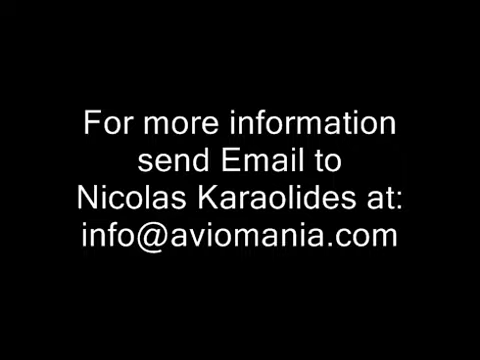 For more information
send Email to
Nicolas Karaolides at:
info@aviomania.com